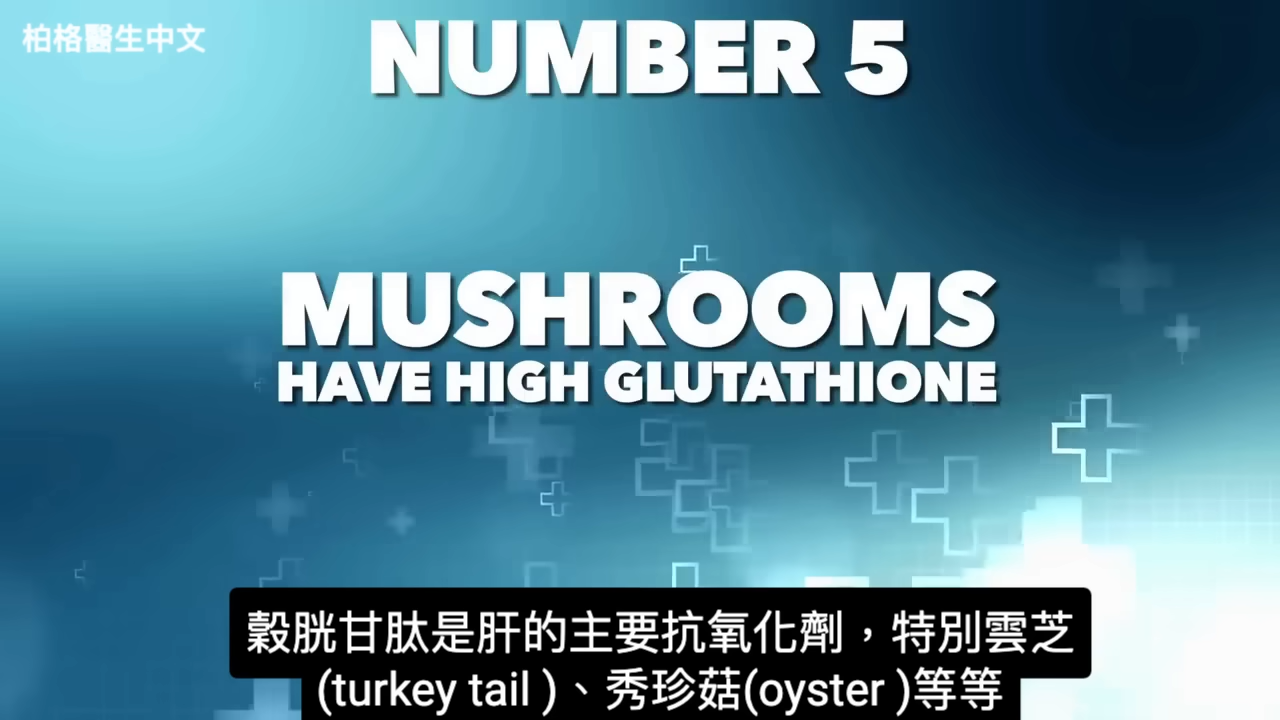 柏格醫生中文
NUMBER 5
MUSHROOMS
HAVE HIGH GLUTATHIONE
穀胱甘肽是肝的主要抗氧化劑，特別雲芝
(turkey tail )、秀珍菇(oyster )等等